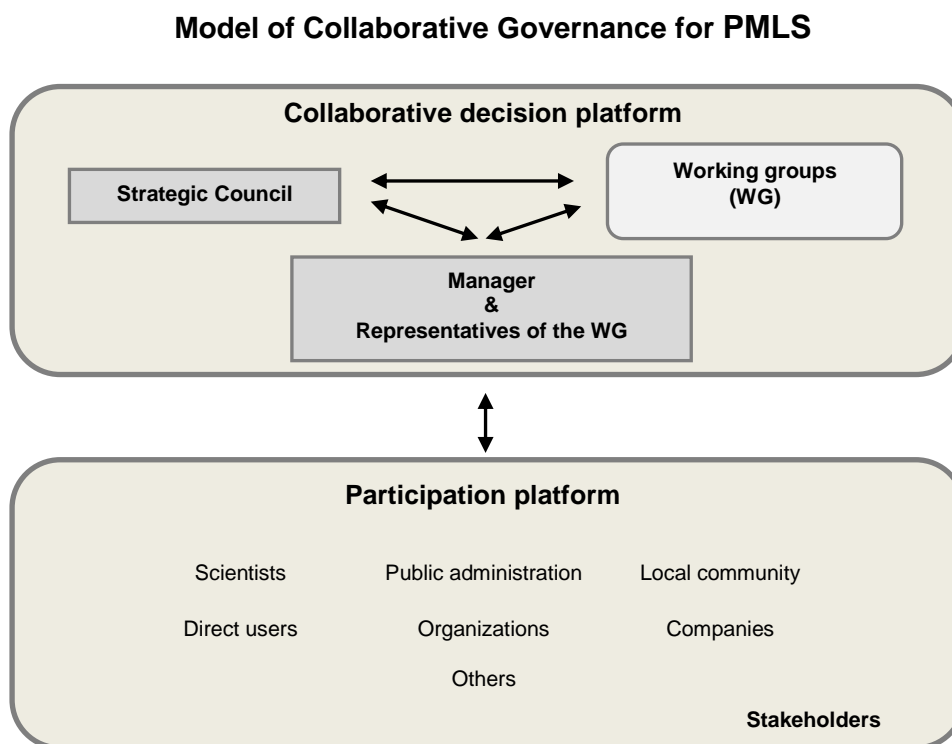 Model of Collaborative Governance for PMLS
Collaborative decision platform
Strategic Council
Working groups
(WG)
Manager
&
Representatives of the WG
Participation platform
Scientists
Public administration
Local community
Direct users
Organizations
Companies
Others
Stakeholders